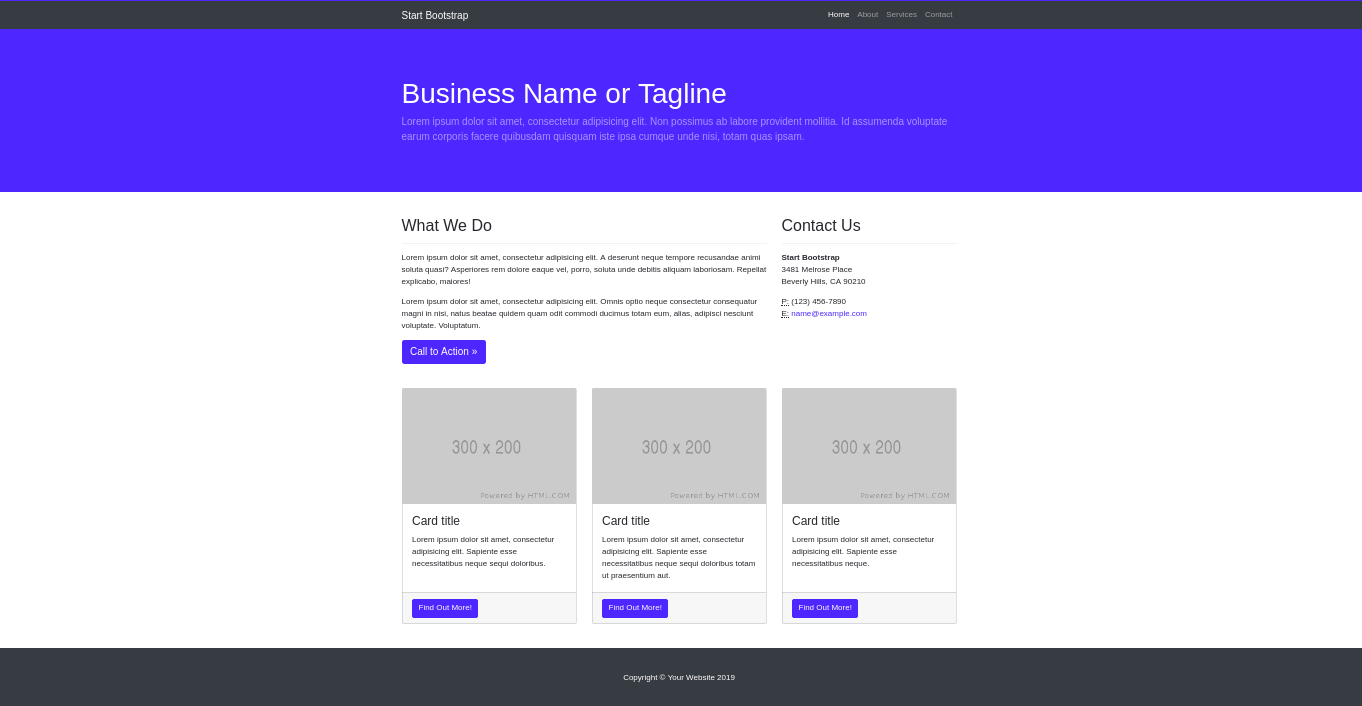 Start Bootstrap
Home About Services Contact
Business Name or Tagline
Lorem ipsum dolor sit amet, consectetur adipisicing elit. Non possimus ab labore provident mollitia. Id assumenda voluptate
earum corporis facere quibusdam quisquam iste ipsa cumque unde nisi, totam quas ipsam.
What We Do
Lorem ipsum dolor sit amet, consectetur adipisicing elit. A deserunt neque tempore recusandae animi
soluta quasi? Asperiores rem dolore eaque vel, porro, soluta unde debitis aliquam laboriosam. Repellat
explicabo, maiores!
Lorem ipsum dolor sit amet, consectetur adipisicing elit. Omnis optio neque consectetur consequatur
magni in nisi, natus beatae quidem quam odit commodi ducimus totam eum, alias, adipisci nesciunt
voluptate. Voluptatum.
Call to Action »
Contact Us
Start Bootstrap
3481 Melrose Place
Beverly Hills, CA 90210
P: (123) 456-7890
E: name@example.com
300 x 200
Powered by HTML.COM
Card title
Lorem ipsum dolor sit amet, consectetur
adipisicing elit. Sapiente esse
necessitatibus neque sequi doloribus.
Find Out More!
300 x 200
Powered by HTML.COM
Card title
Lorem ipsum dolor sit amet, consectetur
adipisicing elit. Sapiente esse
necessitatibus neque sequi doloribus totam
ut praesentium aut.
Find Out More!
300 x 200
Powered by HTML.COM
Card title
Lorem ipsum dolor sit amet, consectetur
adipisicing elit. Sapiente esse
necessitatibus neque.
Find Out More!
Copyright © Your Website 2019